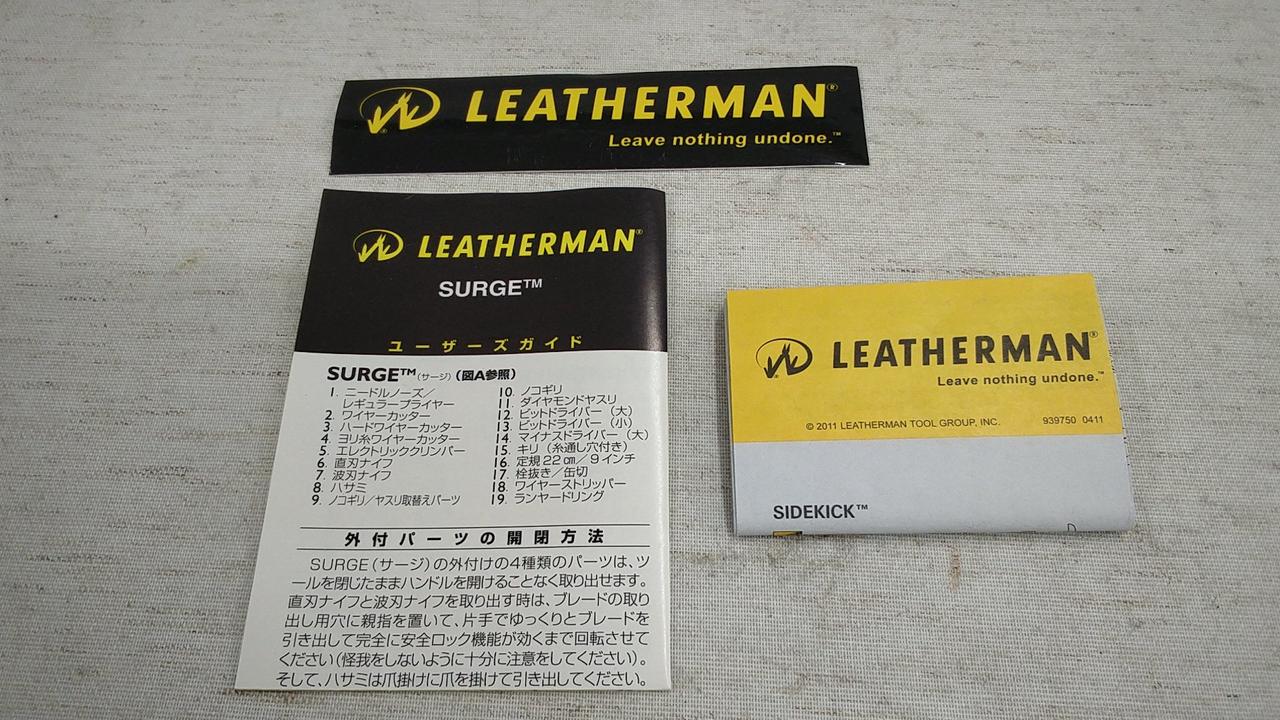 LEATHERMAN®
Leave nothing undone.™
LEATHERMAN®
SURGE™
ユーザーズガイド
SURGE™(サージ)(図A参照)
1. ニードルノーズ/
レギュラープライヤー
2. ワイヤーカッター
3. ハードワイヤーカッター
4. ヨリ糸ワイヤーカッター
5. エレクトリッククリンパー
6. 直刃ナイフ
7. 波刃ナイフ
8. ハサミ
9. ノコギリ/ヤスリ取替えパーツ
10. ノコギリ
11. ダイヤモンドヤスリ
12. ビットドライバー(大)
13. ビットドライバー(小)
14. マイナスドライバー(大)
15. キリ(糸通し穴付き)
16. 定規22㎝/9インチ
17. 栓抜き/缶切
18. ワイヤーストリッパー
19. ランヤードリング
外付パーツの開閉方法
SURGE(サージ)の外付けの4種類のパーツは、ツ
ールを閉じたままハンドルを開けることなく取り出せます。
直刃ナイフと波刃ナイフを取り出す時は、ブレードの取り
出し用穴に親指を置いて、片手でゆっくりとブレードを
引き出して完全に安全ロック機能が効くまで回転させて
ください(怪我をしないように十分に注意をしてください)。
そして、ハサミは爪掛けに爪を掛けて引き出してください。
LEATHERMAN®
Leave nothing undone.™
© 2011 LEATHERMAN TOOL GROUP, INC.
939750 0411
SIDEKICK™